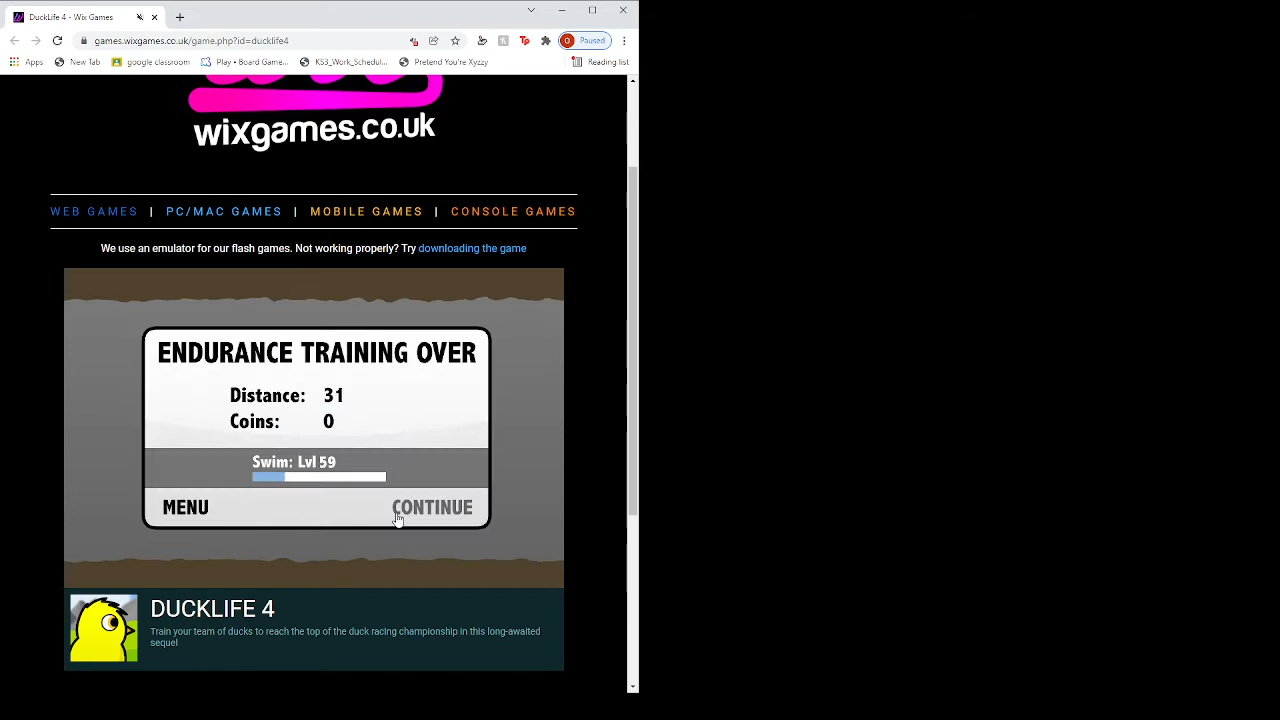 DuckLife 4 - Wix Games
games.wixgames.co.uk/game.php?id=ducklife4
Paused
Apps
New Tab
google classroom
Play • Board Game...
KS3_Work_Schedul...
Pretend You're Xyzzy
Reading list
wixgames.co.uk
WEB GAMES | PC/MAC GAMES | MOBILE GAMES | CONSOLE GAMES
We use an emulator for our flash games. Not working properly? Try downloading the game
ENDURANCE TRAINING OVER
Distance: 31
Coins: 0
Swim: Lvl 59
MENU CONTINUE
DUCKLIFE 4
Train your team of ducks to reach the top of the duck racing championship in this long-awaited
sequel